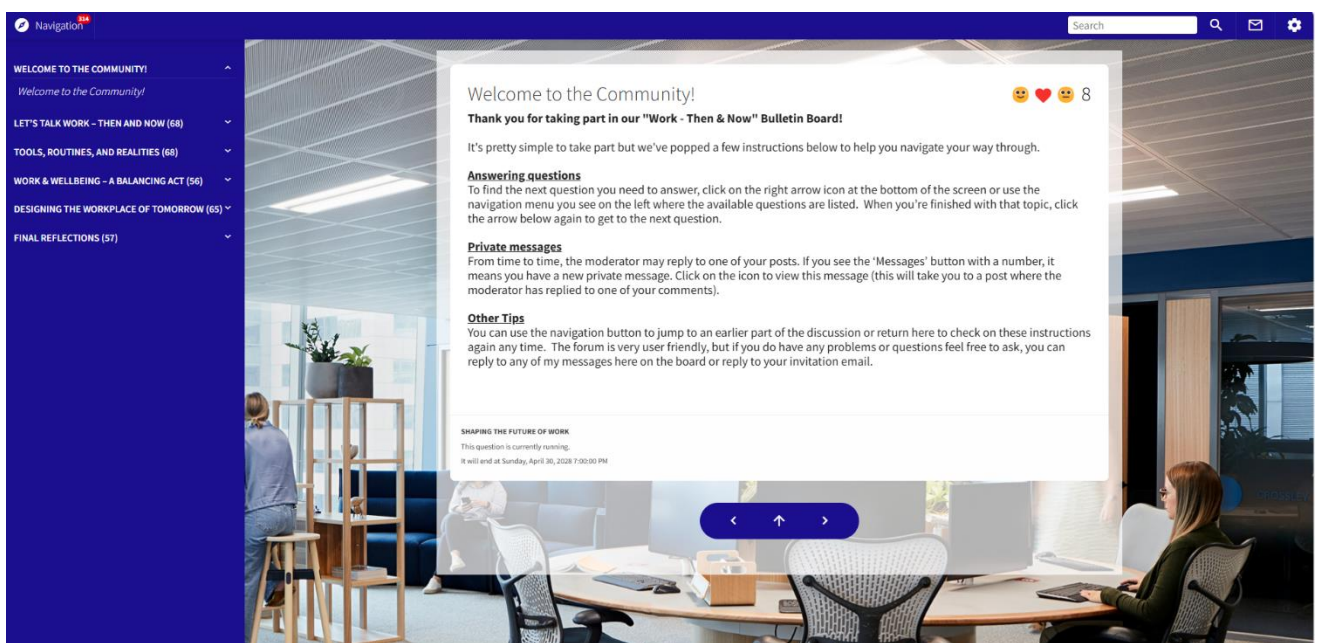 Navigation
314
Search
WELCOME TO THE COMMUNITY!
Welcome to the Community!
LET'S TALK WORK – THEN AND NOW (68)
TOOLS, ROUTINES, AND REALITIES (68)
WORK & WELLBEING – A BALANCING ACT (56)
DESIGNING THE WORKPLACE OF TOMORROW (65)
FINAL REFLECTIONS (57)
Welcome to the Community!
8
Thank you for taking part in our "Work - Then & Now" Bulletin Board!
It's pretty simple to take part but we've popped a few instructions below to help you navigate your way through.
Answering questions
To find the next question you need to answer, click on the right arrow icon at the bottom of the screen or use the
navigation menu you see on the left where the available questions are listed. When you're finished with that topic, click
the arrow below again to get to the next question.
Private messages
From time to time, the moderator may reply to one of your posts. If you see the 'Messages' button with a number, it
means you have a new private message. Click on the icon to view this message (this will take you to a post where the
moderator has replied to one of your comments).
Other Tips
You can use the navigation button to jump to an earlier part of the discussion or return here to check on these instructions
again any time. The forum is very user friendly, but if you do have any problems or questions feel free to ask, you can
reply to any of my messages here on the board or reply to your invitation email.
SHAPING THE FUTURE OF WORK
This question is currently running.
It will end at Sunday, April 30, 2028 7:00:00 PM